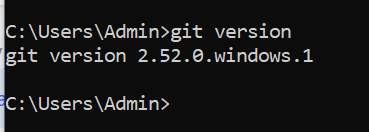 C:\Users\Admin>git version
git version 2.52.0.windows.1
C:\Users\Admin>